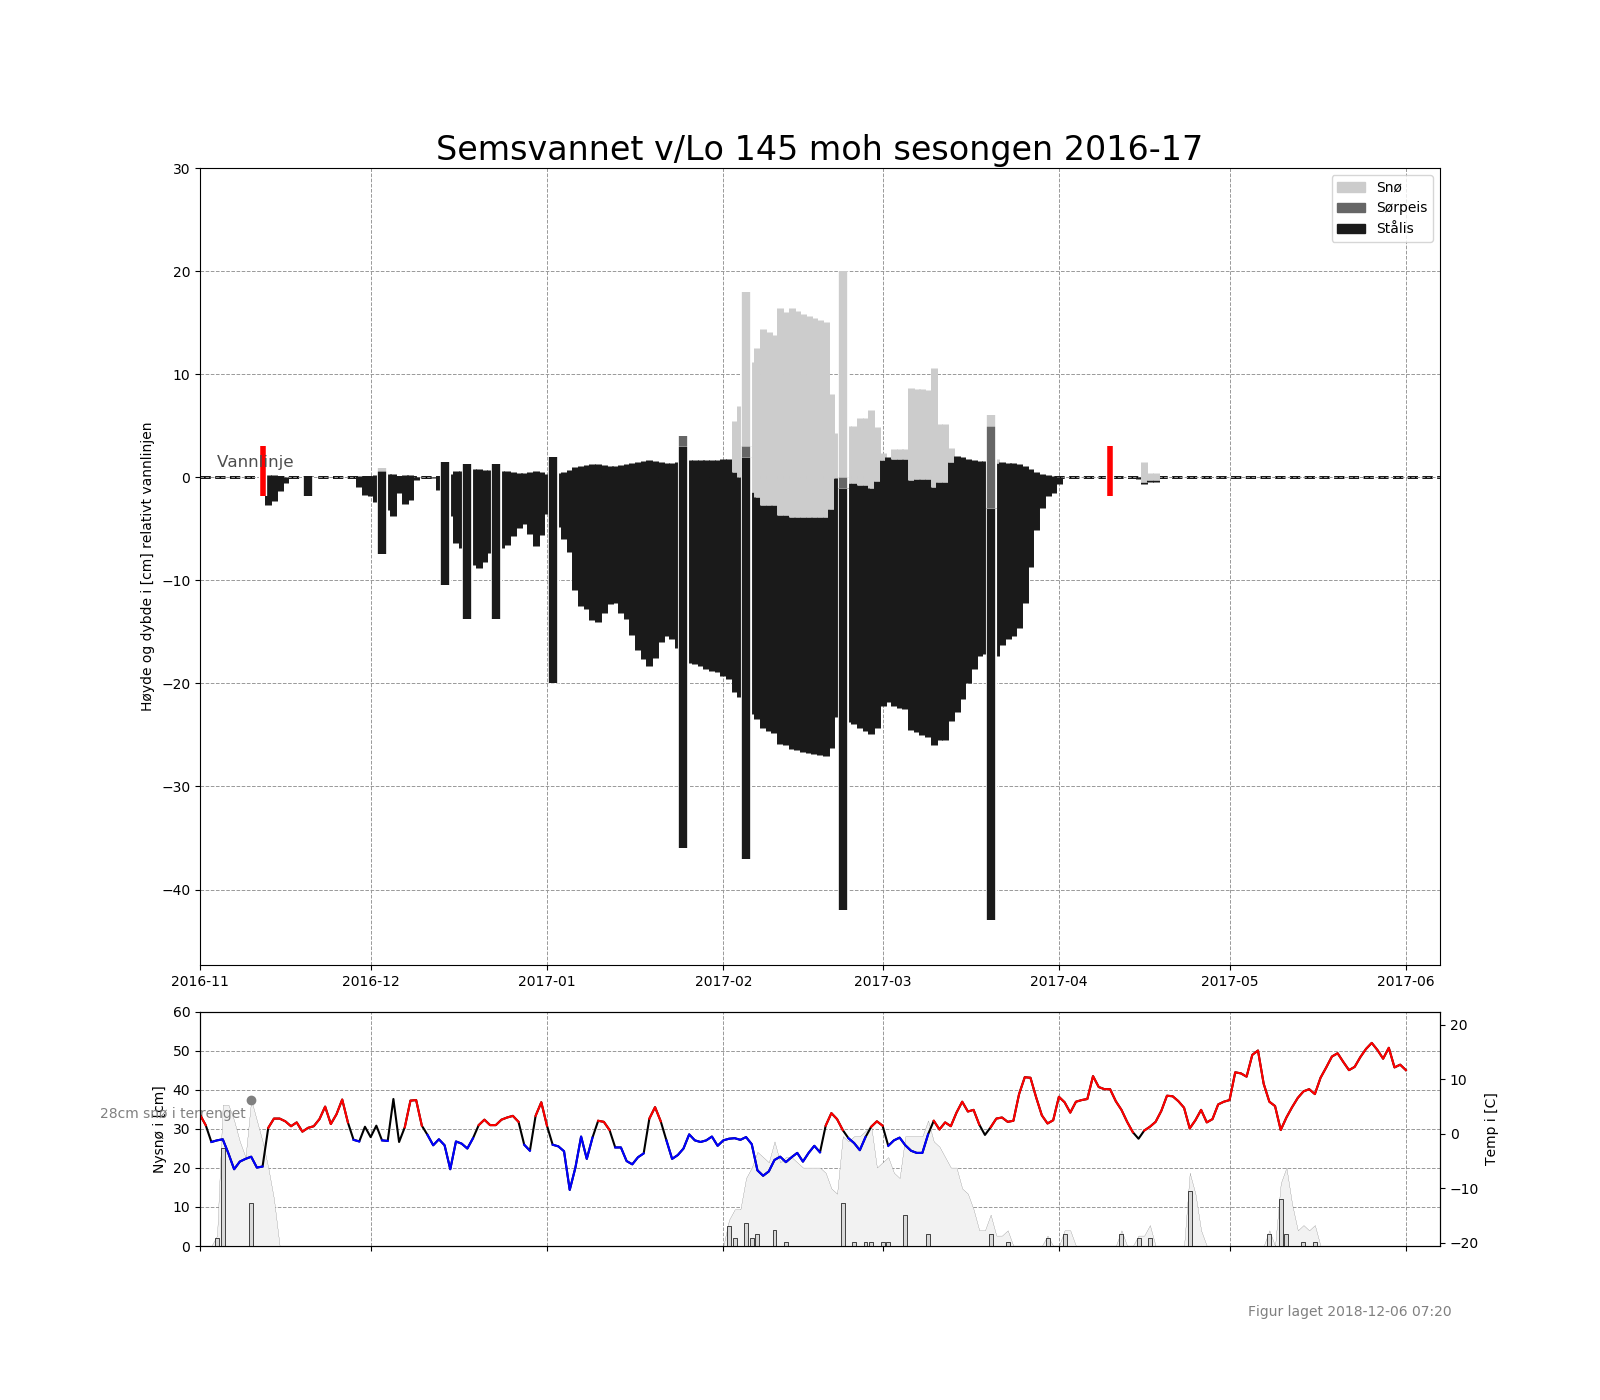 Semsvannet v/Lo 145 moh sesongen 2016-17
30
20
10
0
−10
−20
−30
−40
Høyde og dybde i [cm] relativt vannlinjen
Snø
Sørpeis
Stålis
Vannlinje
2016-11 2016-12 2017-01 2017-02 2017-03 2017-04 2017-05 2017-06
60
50
40
30
20
10
0
Nysnø i [cm]
28cm snø i terrenget
20
10
0
−10
−20
Temp i [C]
Figur laget 2018-12-06 07:20